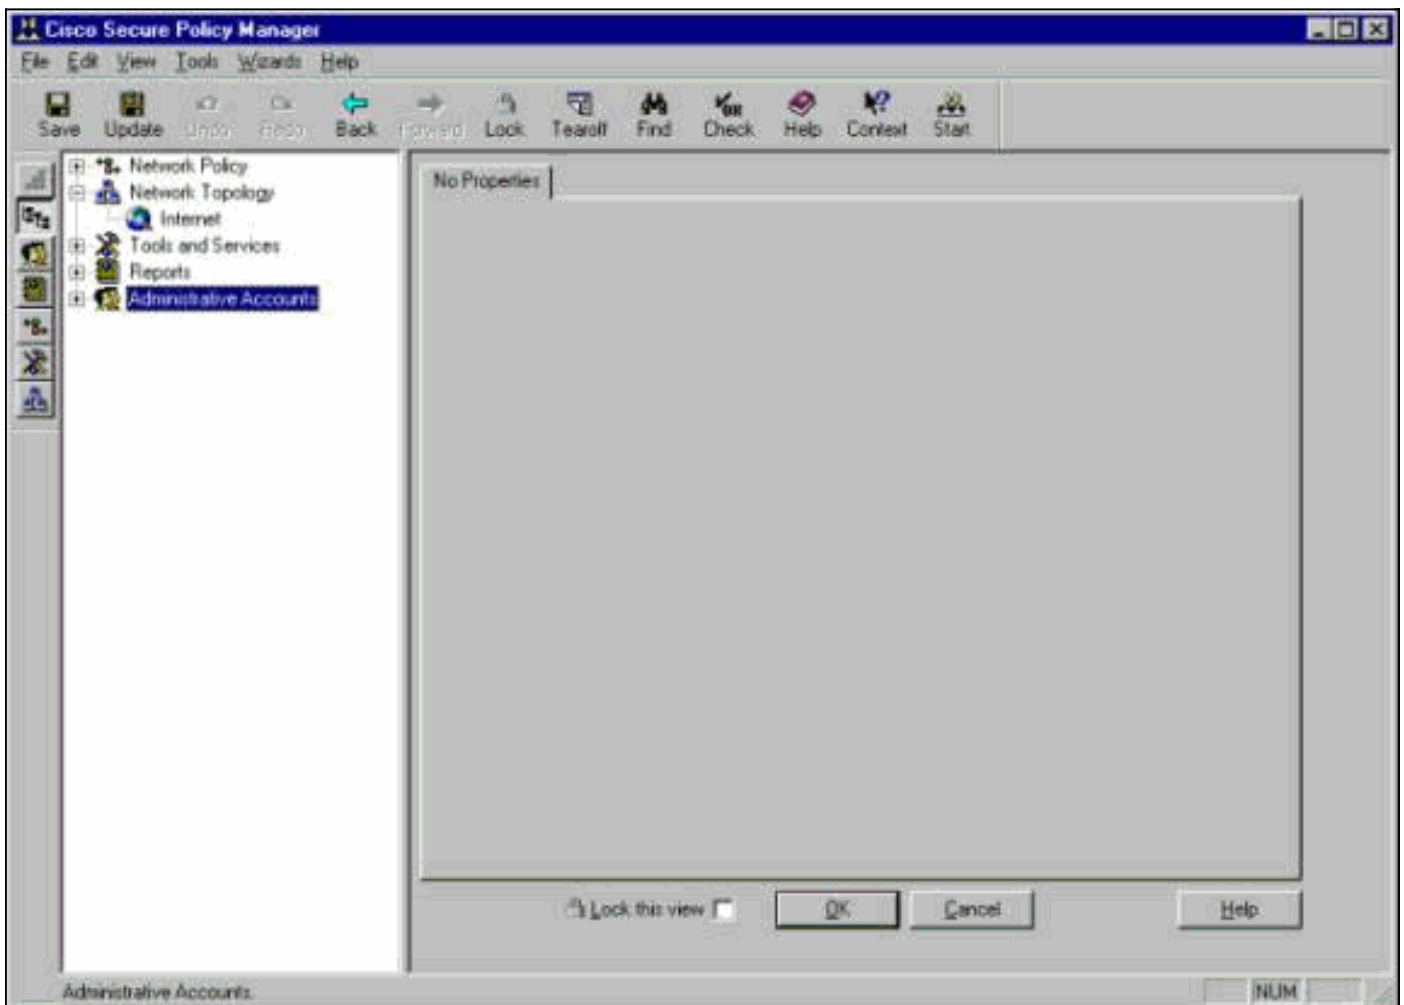 Cisco Secure Policy Manager
File Edit View Tools Wizards Help
Save Update Undo Redo Back Forward Lock Tearoff Find Check Help Context Start
Network Policy
Network Topology
Internet
Tools and Services
Reports
Administrative Accounts
No Properties
Lock this view OK Cancel Help
Administrative Accounts. NUM